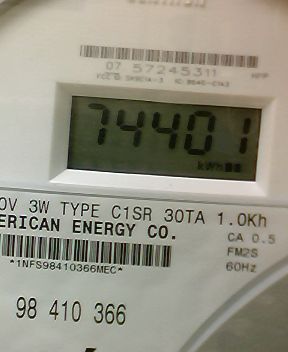 07 57245311
74401
kWh
0V 3W TYPE C1SR 30TA 1.0Kh
ERICAN ENERGY CO.
CA 0.5
FM2S
60Hz
*1NFS98410366MEC*
98 410 366